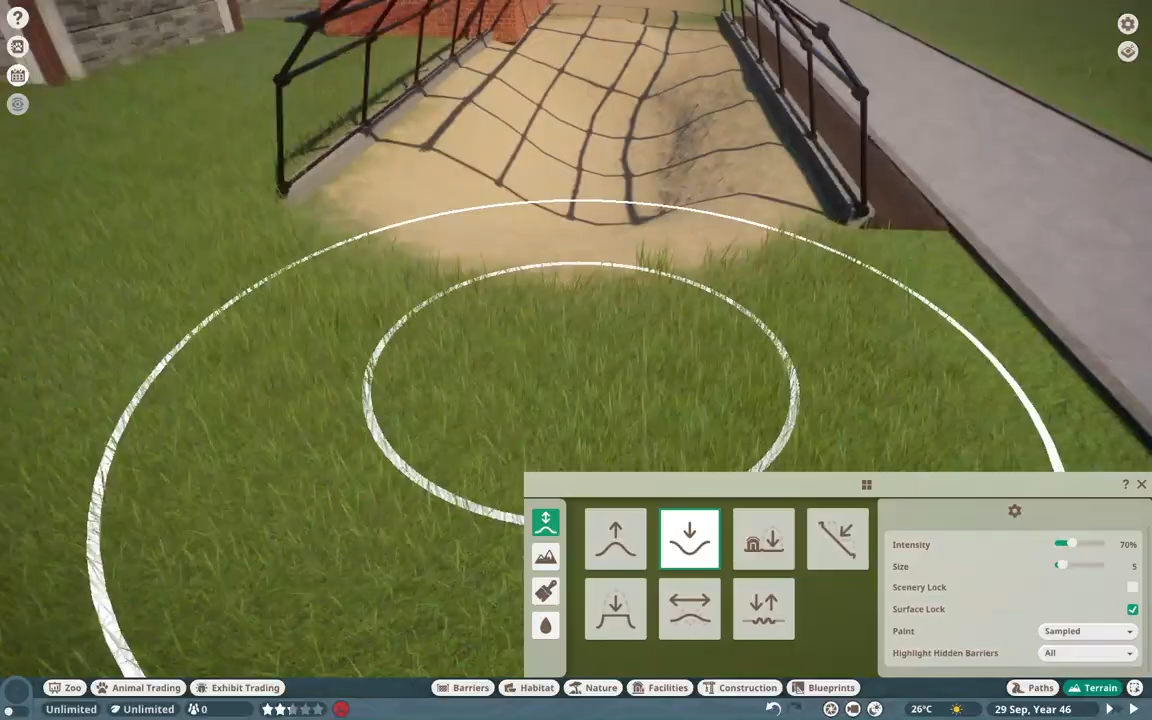 ?
? ×
Intensity 70%
Size 5
Scenery Lock
Surface Lock
Paint Sampled
Highlight Hidden Barriers All
Zoo Animal Trading Exhibit Trading Barriers Habitat Nature Facilities Construction Blueprints Paths Terrain
Unlimited Unlimited 0 26°C 29 Sep, Year 46